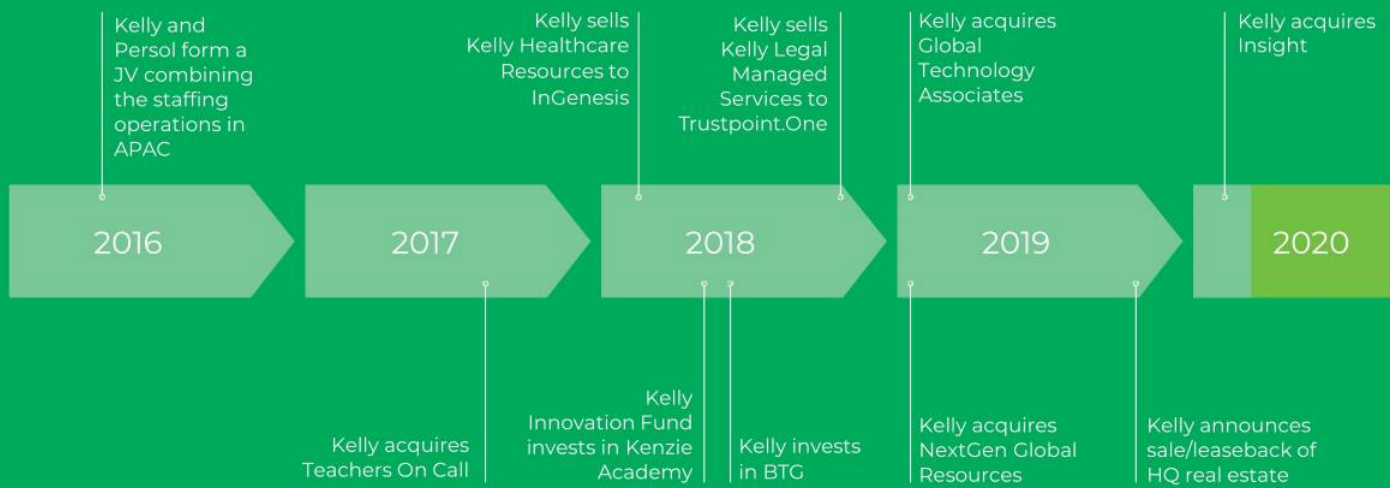 Kelly and
Persol form a
JV combining
the staffing
operations in
APAC
Kelly sells
Kelly Healthcare
Resources to
InGenesis
Kelly sells
Kelly Legal
Managed
Services to
Trustpoint.One
Kelly acquires
Global
Technology
Associates
Kelly acquires
Insight
2016
2017
2018
2019
2020
Kelly acquires
Teachers On Call
Kelly
Innovation Fund
invests in Kenzie
Academy
Kelly invests
in BTG
Kelly acquires
NextGen Global
Resources
Kelly announces
sale/leaseback of
HQ real estate